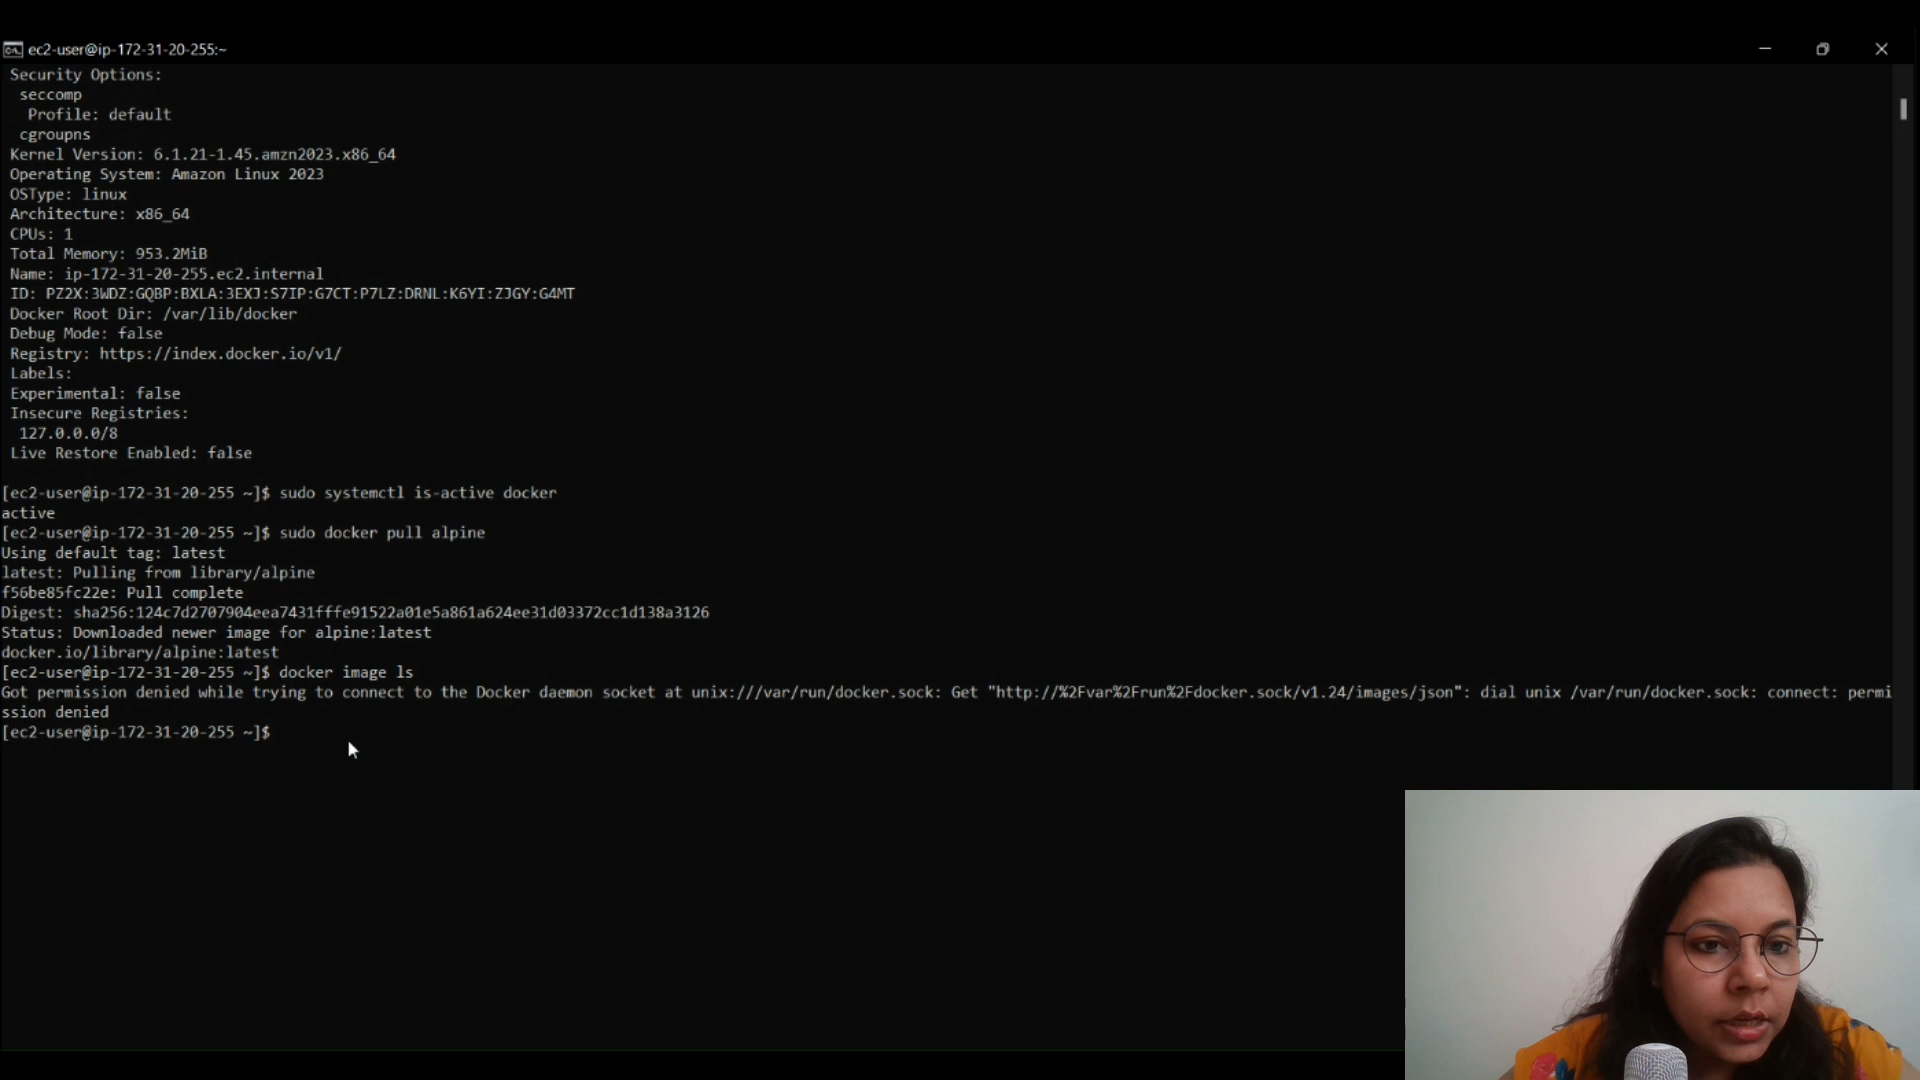 ec2-user@ip-172-31-20-255:~
Security Options:
seccomp
Profile: default
cgroupns
Kernel Version: 6.1.21-1.45.amzn2023.x86_64
Operating System: Amazon Linux 2023
OSType: linux
Architecture: x86_64
CPUs: 1
Total Memory: 953.2MiB
Name: ip-172-31-20-255.ec2.internal
ID: PZ2X:3WDZ:GQBP:BXLA:3EXJ:S7IP:G7CT:P7LZ:DRNL:K6YI:ZJGY:G4MT
Docker Root Dir: /var/lib/docker
Debug Mode: false
Registry: https://index.docker.io/v1/
Labels:
Experimental: false
Insecure Registries:
127.0.0.0/8
Live Restore Enabled: false
[ec2-user@ip-172-31-20-255 ~]$ sudo systemctl is-active docker
active
[ec2-user@ip-172-31-20-255 ~]$ sudo docker pull alpine
Using default tag: latest
latest: Pulling from library/alpine
f56be85fc22e: Pull complete
Digest: sha256:124c7d2707904eea7431fffe91522a01e5a861a624ee31d03372cc1d138a3126
Status: Downloaded newer image for alpine:latest
docker.io/library/alpine:latest
[ec2-user@ip-172-31-20-255 ~]$ docker image ls
Got permission denied while trying to connect to the Docker daemon socket at unix:///var/run/docker.sock: Get "http://%2Fvar%2Frun%2Fdocker.sock/v1.24/images/json": dial unix /var/run/docker.sock: connect: permi
ssion denied
[ec2-user@ip-172-31-20-255 ~]$